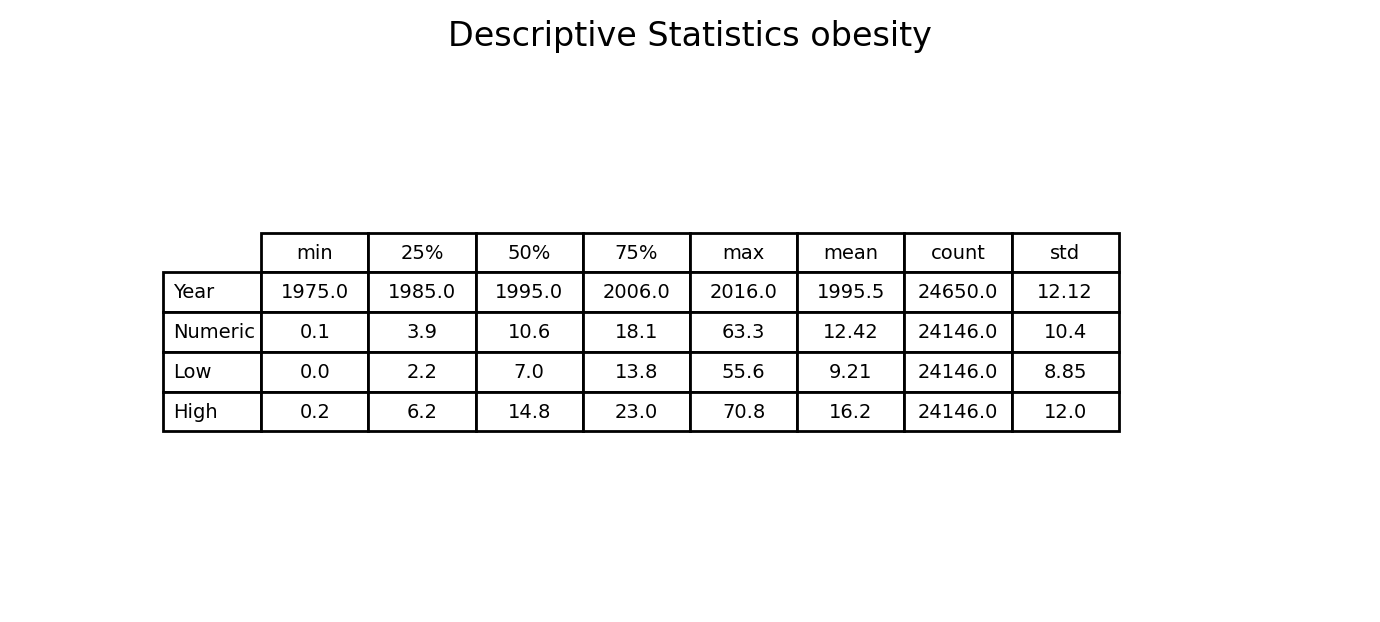 Descriptive Statistics obesity
min 25% 50% 75% max mean count std
Year 1975.0 1985.0 1995.0 2006.0 2016.0 1995.5 24650.0 12.12
Numeric 0.1 3.9 10.6 18.1 63.3 12.42 24146.0 10.4
Low 0.0 2.2 7.0 13.8 55.6 9.21 24146.0 8.85
High 0.2 6.2 14.8 23.0 70.8 16.2 24146.0 12.0